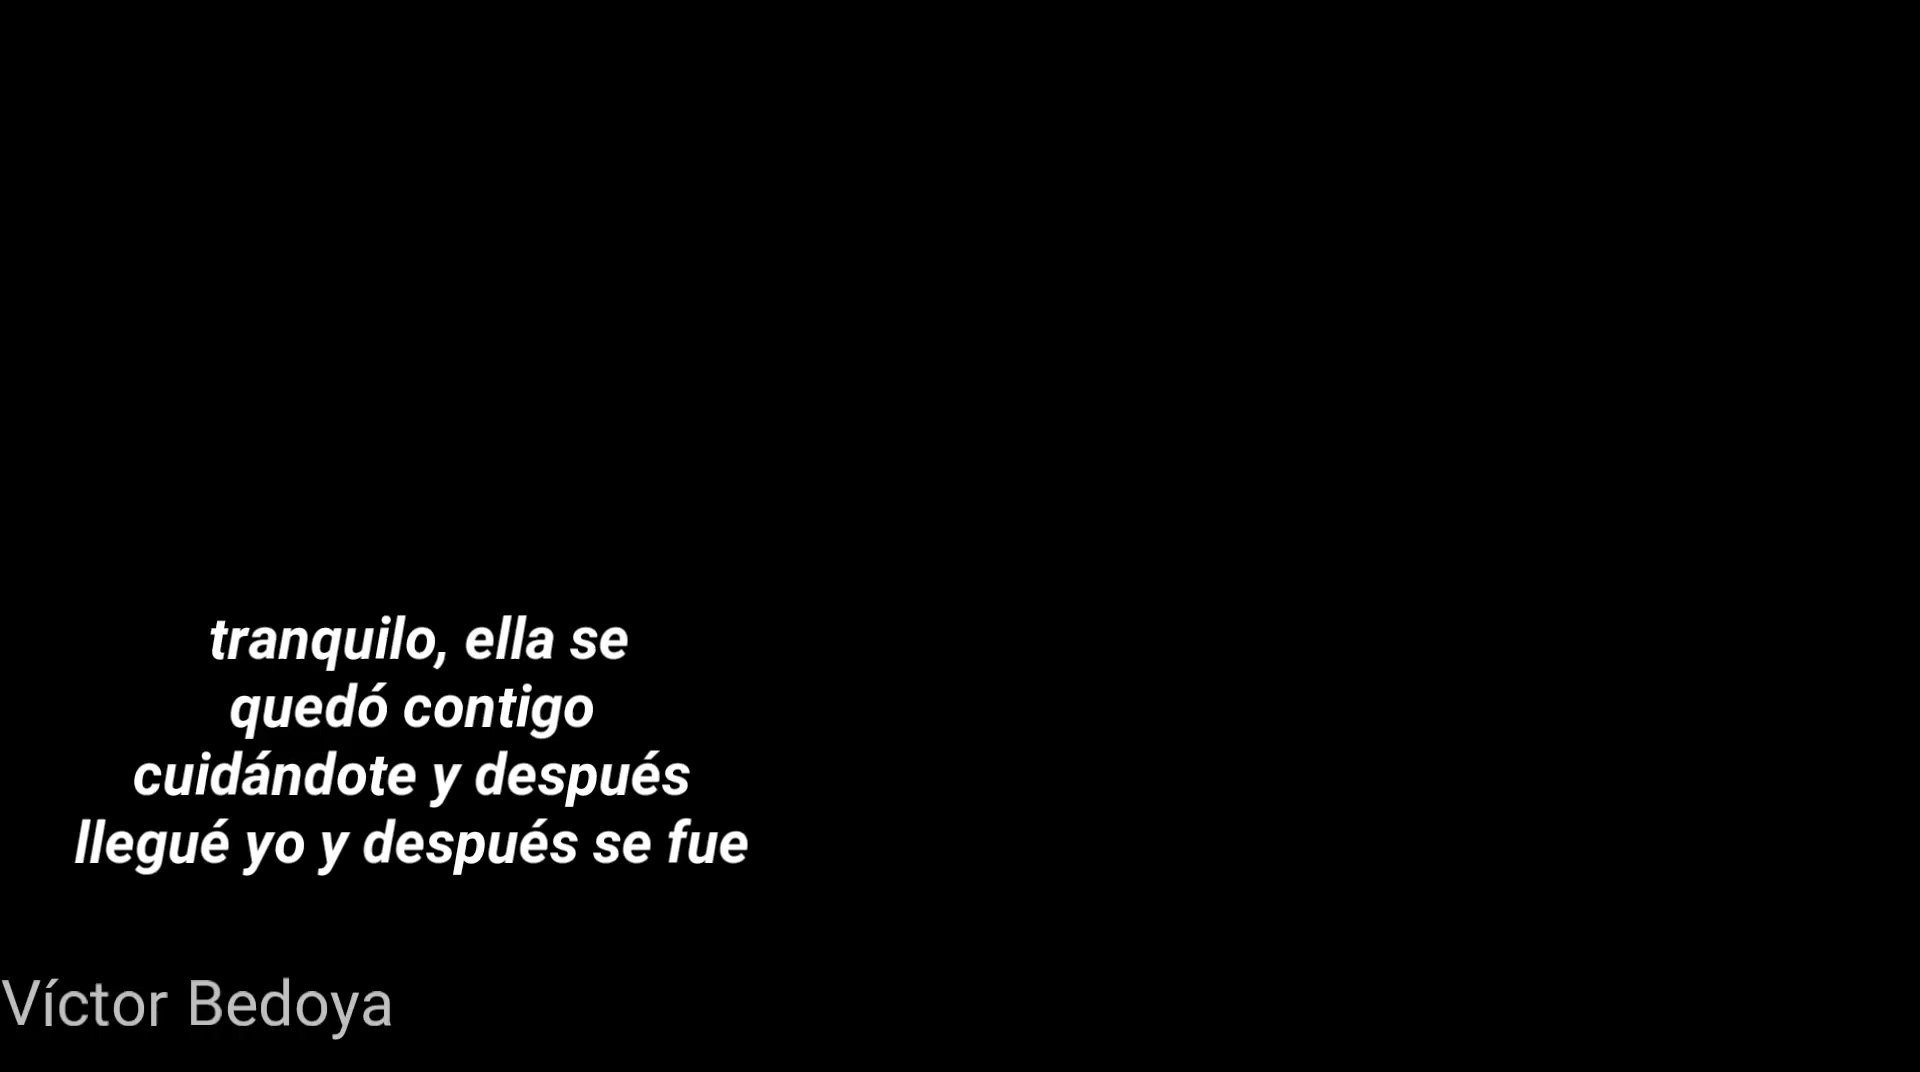 tranquilo, ella se
quedó contigo
cuidándote y después
llegué yo y después se fue
Víctor Bedoya